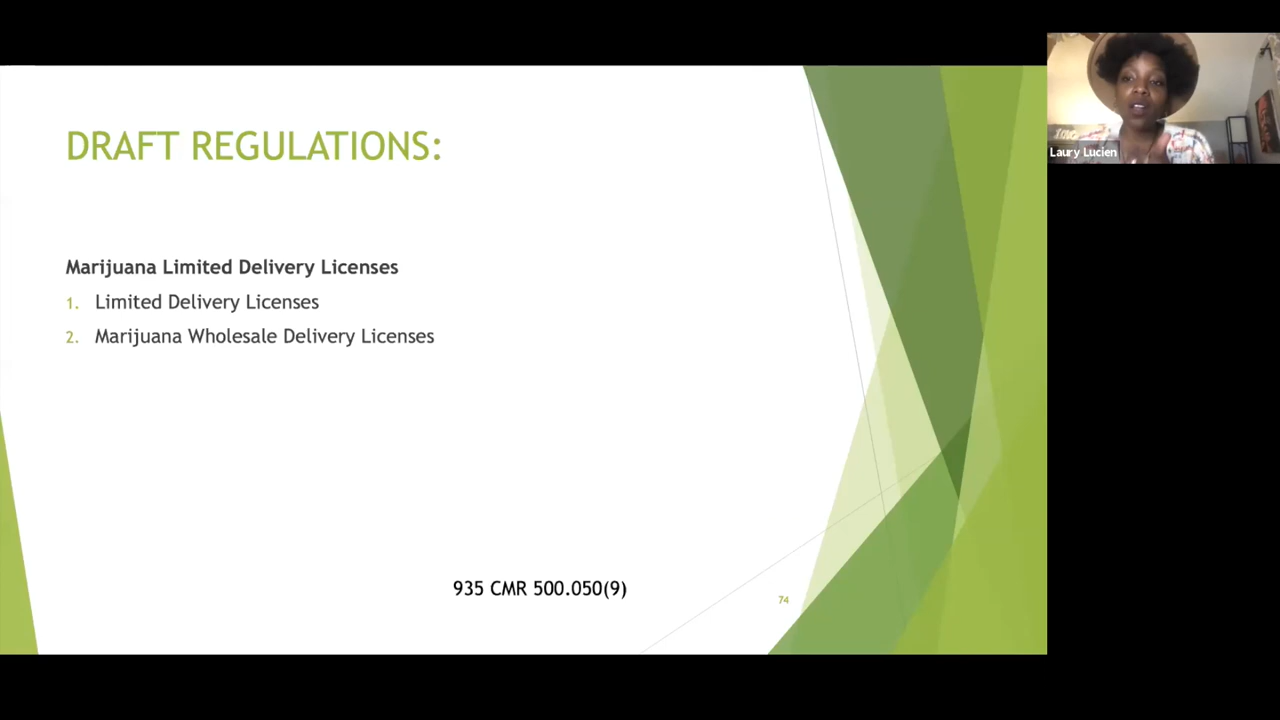 DRAFT REGULATIONS:
Marijuana Limited Delivery Licenses
1. Limited Delivery Licenses
2. Marijuana Wholesale Delivery Licenses
935 CMR 500.050(9)
74
Laury Lucien